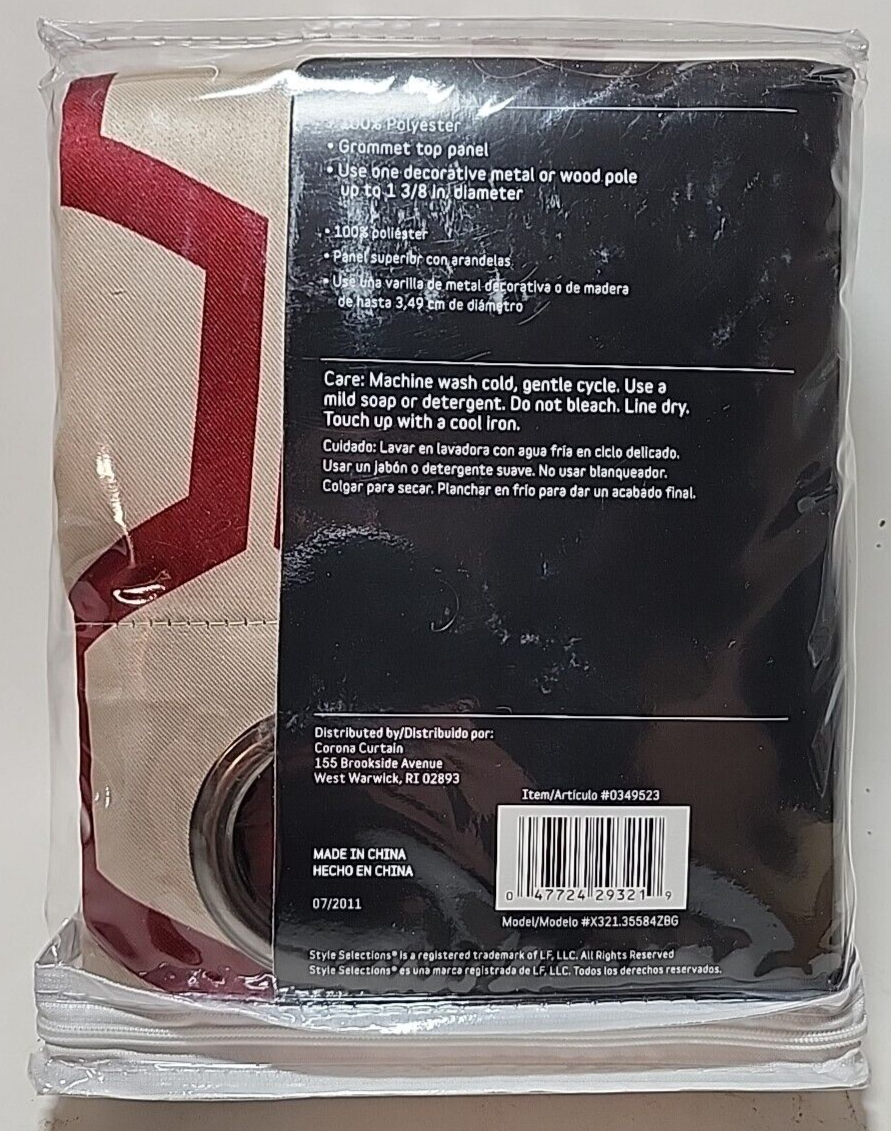 • 100% Polyester
• Grommet top panel
• Use one decorative metal or wood pole
up to 1 3/8 in. diameter
• 100% poliéster
• Panel superior con arandelas
• Use una varilla de metal decorativa o de madera
de hasta 3,49 cm de diámetro
Care: Machine wash cold, gentle cycle. Use a
mild soap or detergent. Do not bleach. Line dry.
Touch up with a cool iron.
Cuidado: Lavar en lavadora con agua fría en ciclo delicado.
Usar un jabón o detergente suave. No usar blanqueador.
Colgar para secar. Planchar en frío para dar un acabado final.
Distributed by/Distribuido por:
Corona Curtain
155 Brookside Avenue
West Warwick, RI 02893
Item/Artículo #0349523
0 47724 29321 9
Model/Modelo #X321.35584ZBG
MADE IN CHINA
HECHO EN CHINA
07/2011
Style Selections® is a registered trademark of LF, LLC. All Rights Reserved
Style Selections® es una marca registrada de LF, LLC. Todos los derechos reservados.